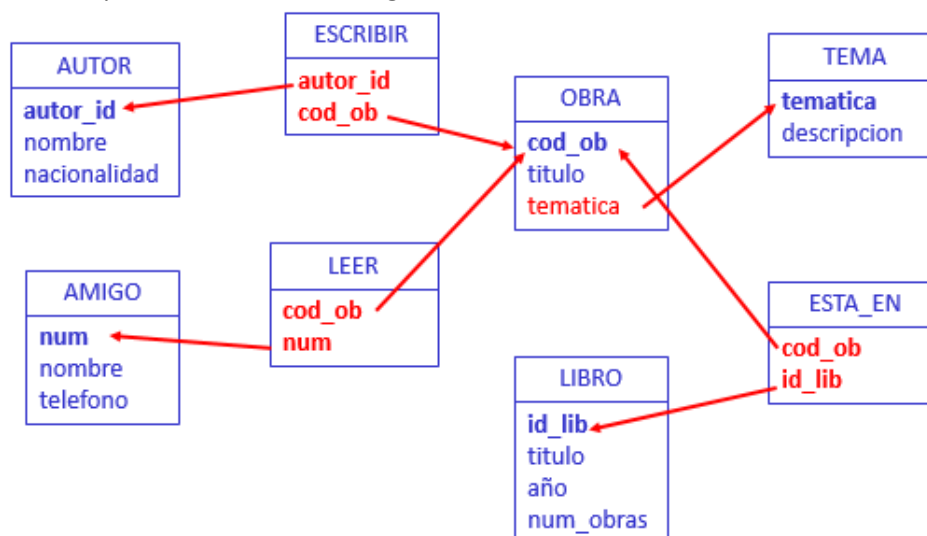 AUTOR
autor_id
nombre
nacionalidad
ESCRIBIR
autor_id
cod_ob
OBRA
cod_ob
titulo
tematica
TEMA
tematica
descripcion
AMIGO
num
nombre
telefono
LEER
cod_ob
num
LIBRO
id_lib
titulo
año
num_obras
ESTA_EN
cod_ob
id_lib